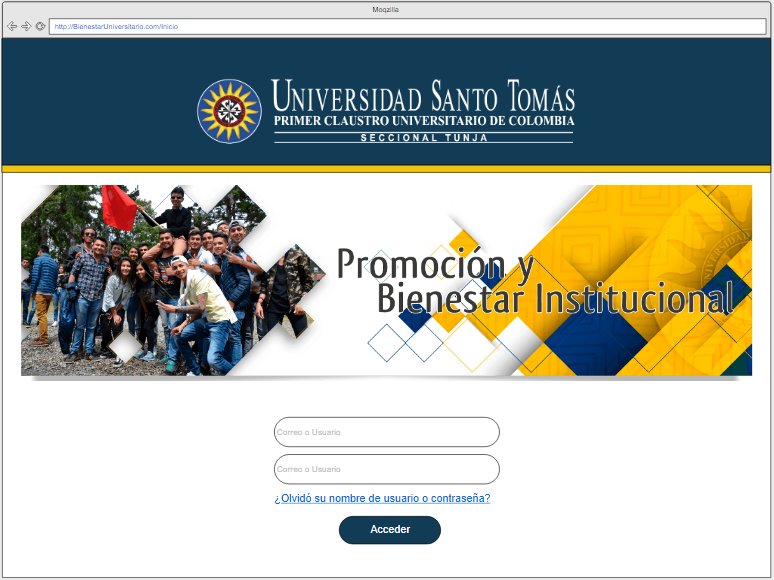 Moqzilla
http://BienestarUniversitario.com/Inicio
UNIVERSIDAD SANTO TOMÁS
PRIMER CLAUSTRO UNIVERSITARIO DE COLOMBIA
SECCIONAL TUNJA
Promoción y
Bienestar Institucional
Correo o Usuario
Correo o Usuario
¿Olvidó su nombre de usuario o contraseña?
Acceder